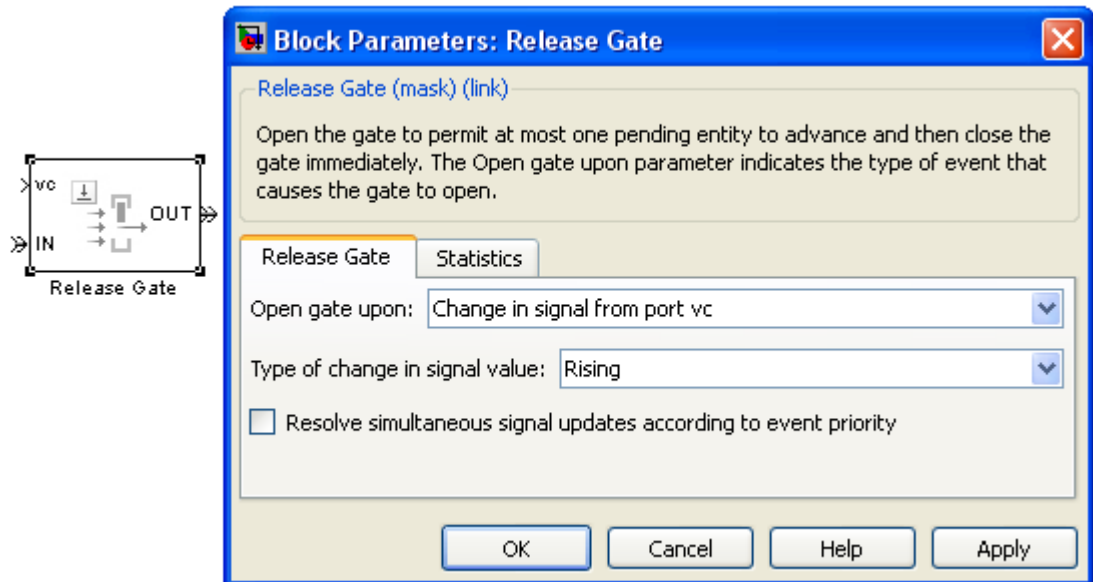 Block Parameters: Release Gate
Release Gate (mask) (link)
Open the gate to permit at most one pending entity to advance and then close the
gate immediately. The Open gate upon parameter indicates the type of event that
causes the gate to open.
vc
OUT
IN
Release Gate
Release Gate
Statistics
Open gate upon:
Change in signal from port vc
Type of change in signal value:
Rising
Resolve simultaneous signal updates according to event priority
OK
Cancel
Help
Apply